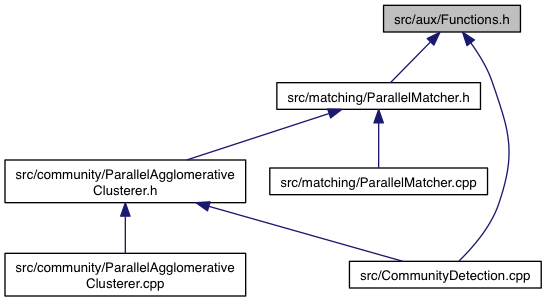 src/aux/Functions.h
src/matching/ParallelMatcher.h
src/community/ParallelAgglomerative
Clusterer.h
src/matching/ParallelMatcher.cpp
src/community/ParallelAgglomerative
Clusterer.cpp
src/CommunityDetection.cpp